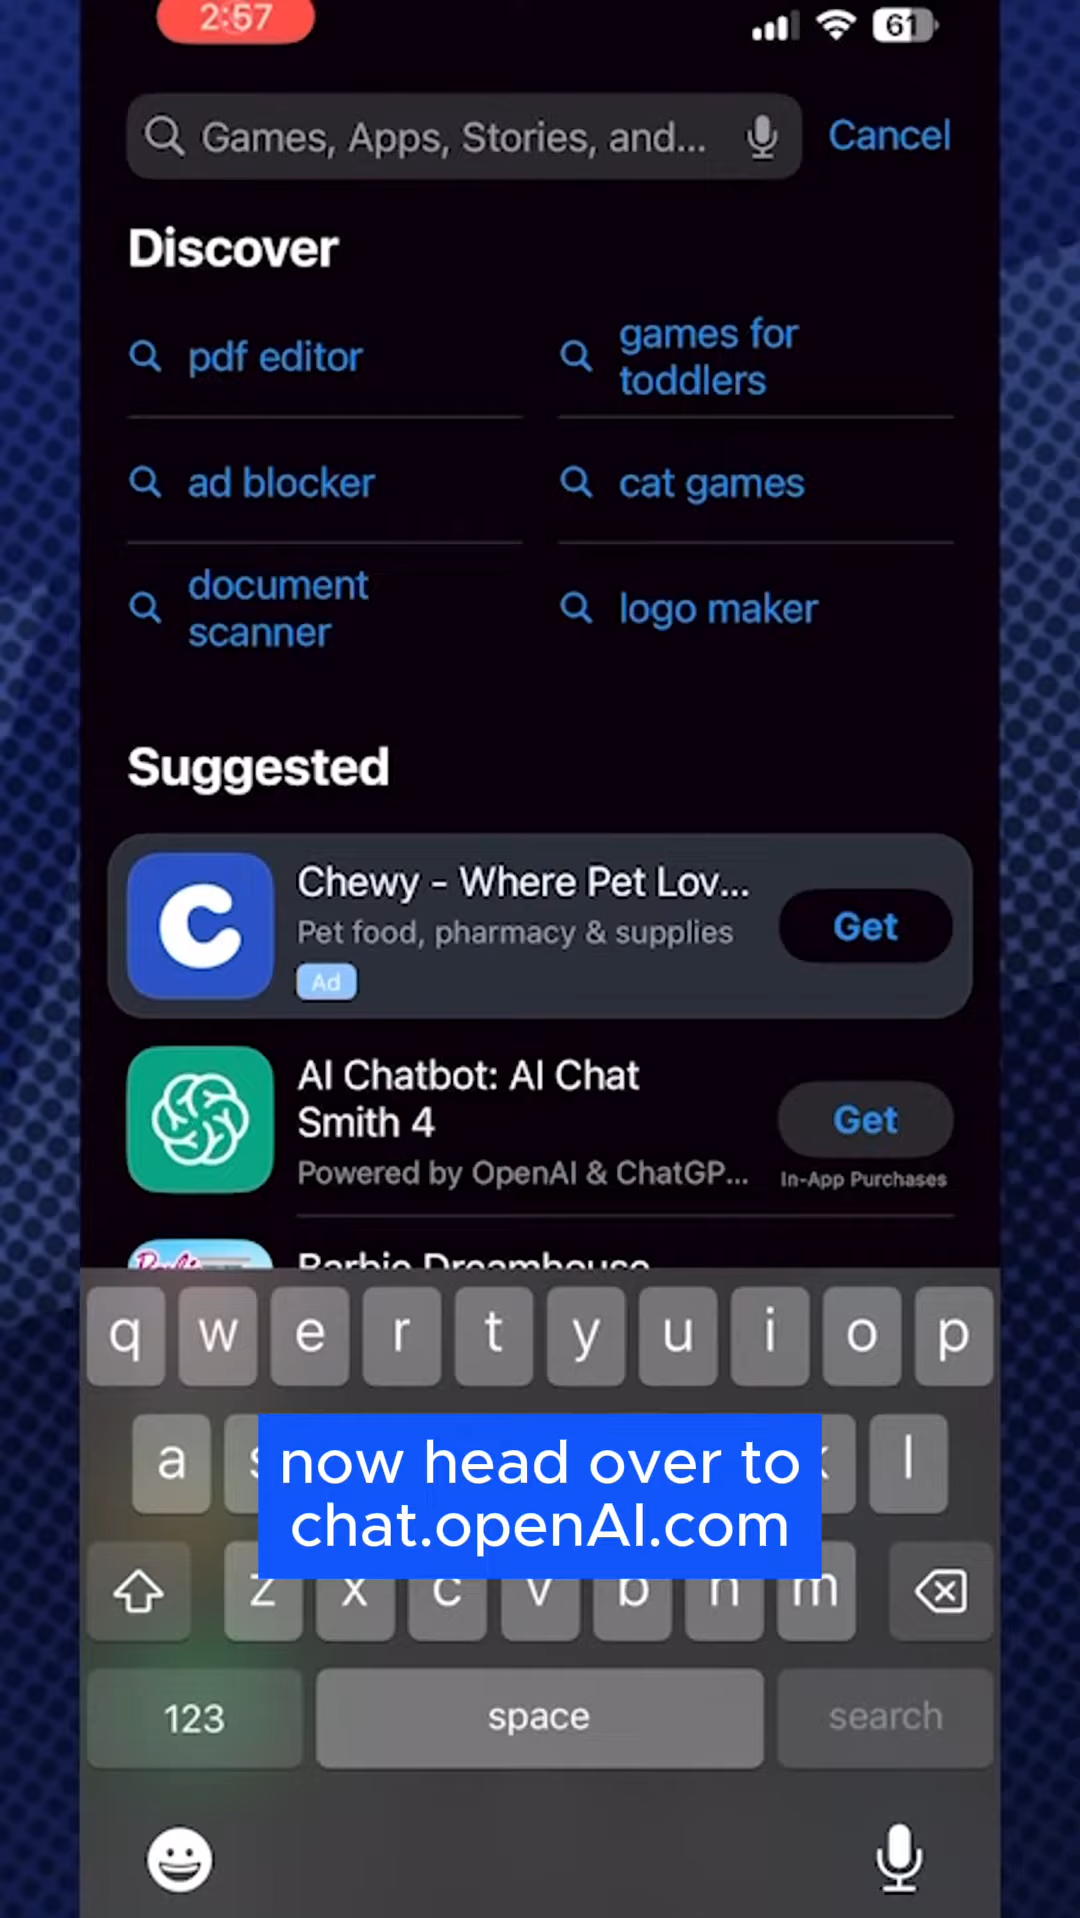 2:57
61
Games, Apps, Stories, and...
Cancel
Discover
pdf editor
games for
toddlers
ad blocker
cat games
document
scanner
logo maker
Suggested
Chewy - Where Pet Lov...
Pet food, pharmacy & supplies
Ad
Get
AI Chatbot: AI Chat
Smith 4
Powered by OpenAI & ChatGP...
Get
In-App Purchases
Barbie Dreamhouse
q w e r t y u i o p
a l
now head over to
chat.openAI.com
z x c v b n m
123
space
search